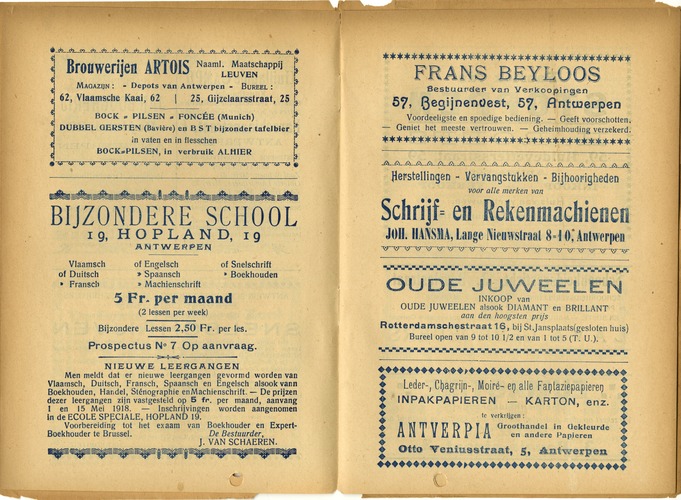 Brouwerijen ARTOIS Naaml. Maatschappij
LEUVEN
MAGAZIJN : - Depots van Antwerpen - BUREEL :
62, Vlaamsche Kaai, 62 | 25, Gijzelaarsstraat, 25
BOCK » PILSEN » FONCÉE (Munich)
DUBBEL GERSTEN (Bavière) en BST bijzonder tafelbier
in vaten en in flesschen
BOCK=PILSEN, in verbruik ALHIER
BIJZONDERE SCHOOL
19, HOPLAND, 19
ANTWERPEN
Vlaamsch of Engelsch of Snelschrift
of Duitsch » Spaansch » Boekhouden
» Fransch » Machienschrift
5 Fr. per maand
(2 lessen per week)
Bijzondere Lessen 2,50 Fr. per les.
Prospectus No 7 Op aanvraag.
NIEUWE LEERGANGEN
Men meldt dat er nieuwe leergangen gevormd worden van
Vlaamsch, Duitsch, Fransch, Spaansch en Engelsch alsook vann
Boekhouden, Handel, Sténographie en Machienschrift. — De prijzen
dezer leergangen zijn vastgesteld op 5 fr. per maand, aanvang
1 en 15 Mei 1918. — Inschrijvingen worden aangenomen
in de ECOLE SPECIALE, HOPLAND 19.
Voorbereiding tot het exaam van Boekhouder en Expert-
Boekhouder te Brussel. De Bestuurder,
J. VAN SCHAEREN.
FRANS BEYLOOS
Bestuurder van Verkoopingen
57, Begijnenvest, 57, Antwerpen
Voordeeligste en spoedige bediening. — Geeft voorschotten.
- Geniet het meeste vertrouwen. — Geheimhouding verzekerd.
Herstellingen - Vervangstukken - Bijhoorigheden
voor alle merken van
Schrijf= en Rekenmachienen
JOH. HANSMA, Lange Nieuwstraat 8-10, Antwerpen
OUDE JUWEELEN
INKOOP van
OUDE JUWEELEN alsook DIAMANT en BRILLANT
aan den hoogsten prijs
Rotterdamschestraat 16, bij St. Jansplaats (gesloten huis)
Bureel open van 9 tot 10 1/2 en van 1 tot 5 (T. U.).
Leder-, Chagrijn-, Moiré- en alle Fantaziepapieren
INPAKPAPIEREN — KARTON, enz.
te verkrijgen :
ANTVERPIA Groothandel in Gekleurde
en andere Papieren
Otto Veniusstraat, 5, Antwerpen